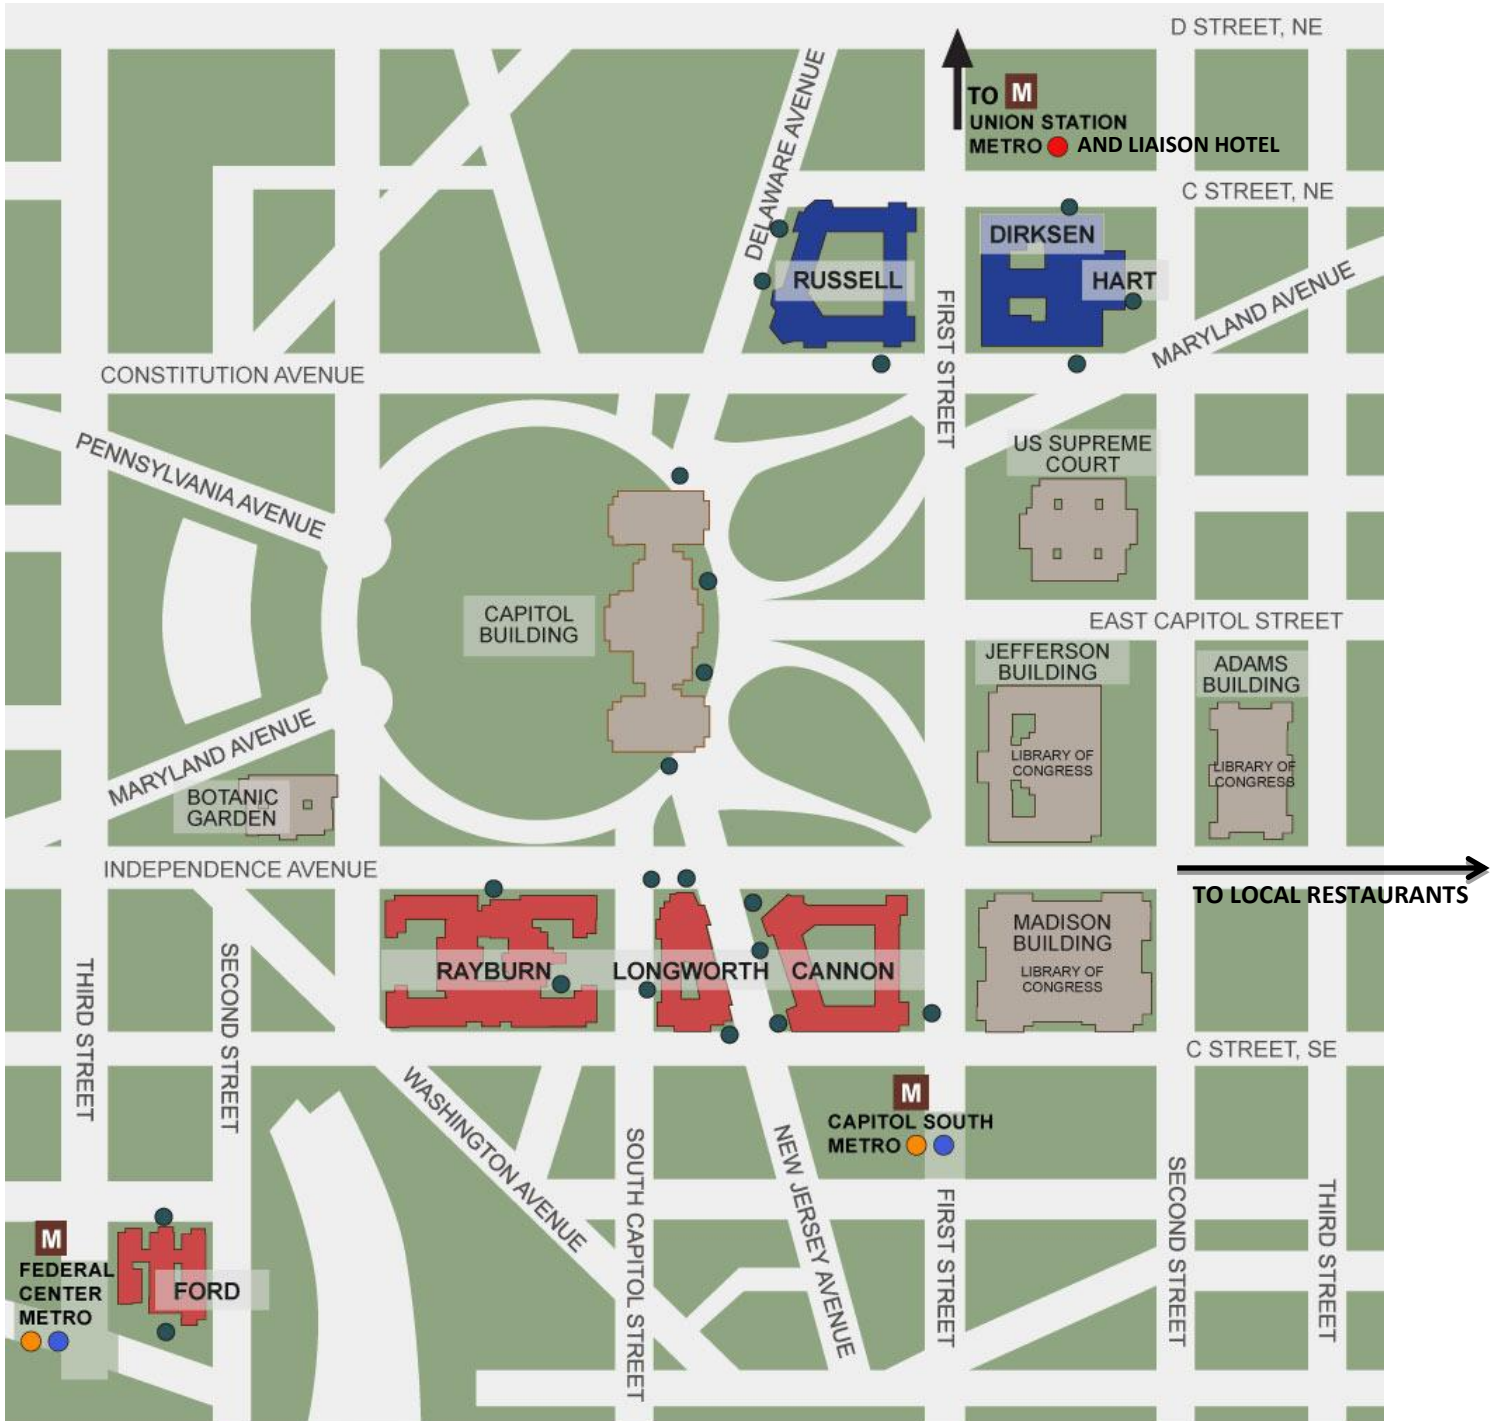 D STREET, NE
TO M
UNION STATION
METRO AND LIAISON HOTEL
DELAWARE AVENUE
C STREET, NE
DIRKSEN
RUSSELL
HART
FIRST STREET
MARYLAND AVENUE
CONSTITUTION AVENUE
PENNSYLVANIA AVENUE
US SUPREME
COURT
CAPITOL
BUILDING
EAST CAPITOL STREET
JEFFERSON
BUILDING
LIBRARY OF
CONGRESS
ADAMS
BUILDING
LIBRARY OF
CONGRESS
MARYLAND AVENUE
BOTANIC
GARDEN
INDEPENDENCE AVENUE
TO LOCAL RESTAURANTS
RAYBURN
LONGWORTH
CANNON
MADISON
BUILDING
LIBRARY OF
CONGRESS
THIRD STREET
SECOND STREET
C STREET, SE
WASHINGTON AVENUE
SOUTH CAPITOL STREET
NEW JERSEY AVENUE
M
CAPITOL SOUTH
METRO
FIRST STREET
SECOND STREET
THIRD STREET
M
FEDERAL
CENTER
METRO
FORD